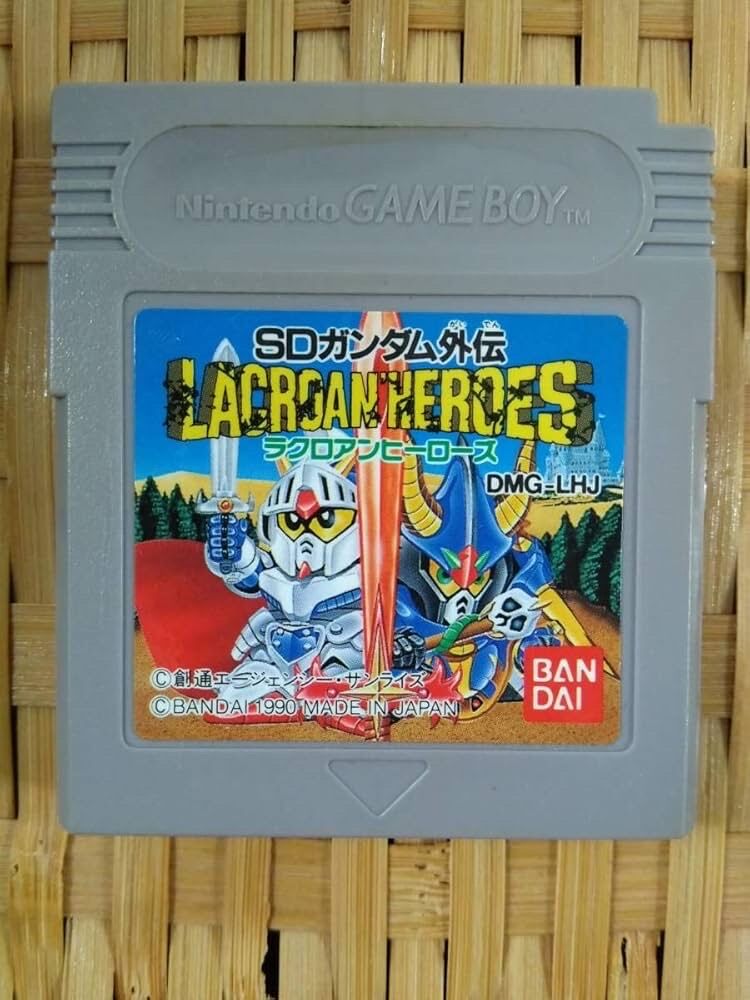 Nintendo GAME BOY™
がいでん
SDガンダム外伝
LACROAN HEROES
ラクロアンヒーローズ
DMG-LHJ
©創通エージェンシー・サンライズ
©BANDAI 1990 MADE IN JAPAN
BAN
DAI